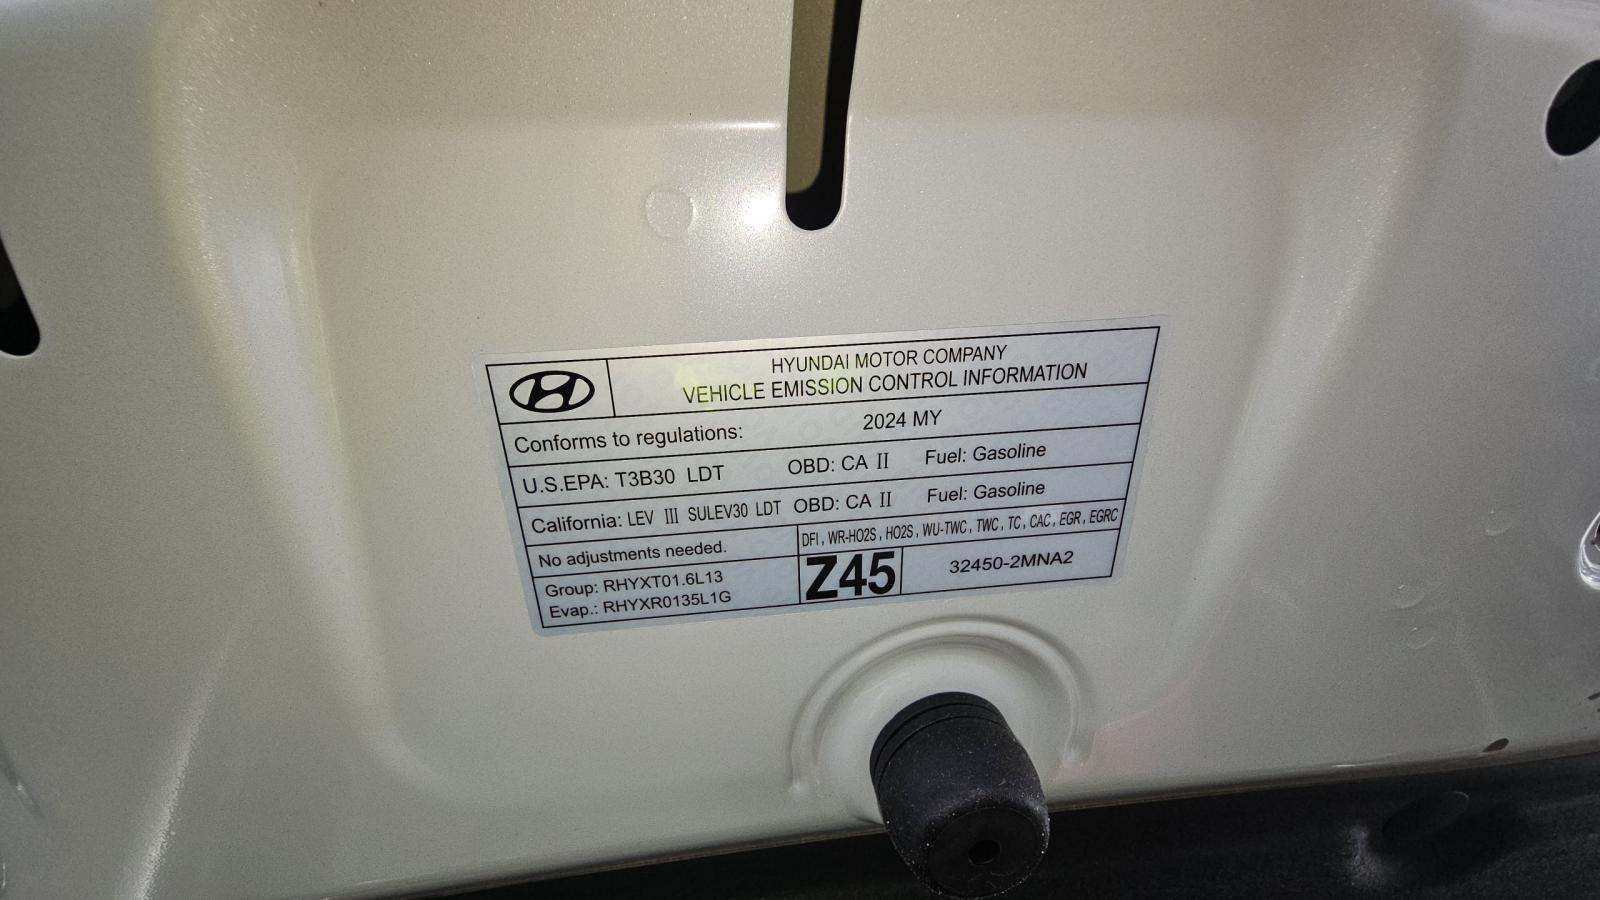 HYUNDAI MOTOR COMPANY
VEHICLE EMISSION CONTROL INFORMATION
Conforms to regulations: 2024 MY
U.S.EPA: T3B30 LDT OBD: CA II Fuel: Gasoline
California: LEV III SULEV30 LDT OBD: CA II Fuel: Gasoline
No adjustments needed. DFI, WR-HO2S, HO2S, WU-TWC, TWC, TC, CAC, EGR, EGRC
Group: RHYXT01.6L13
Evap.: RHYXR0135L1G
Z45 32450-2MNA2